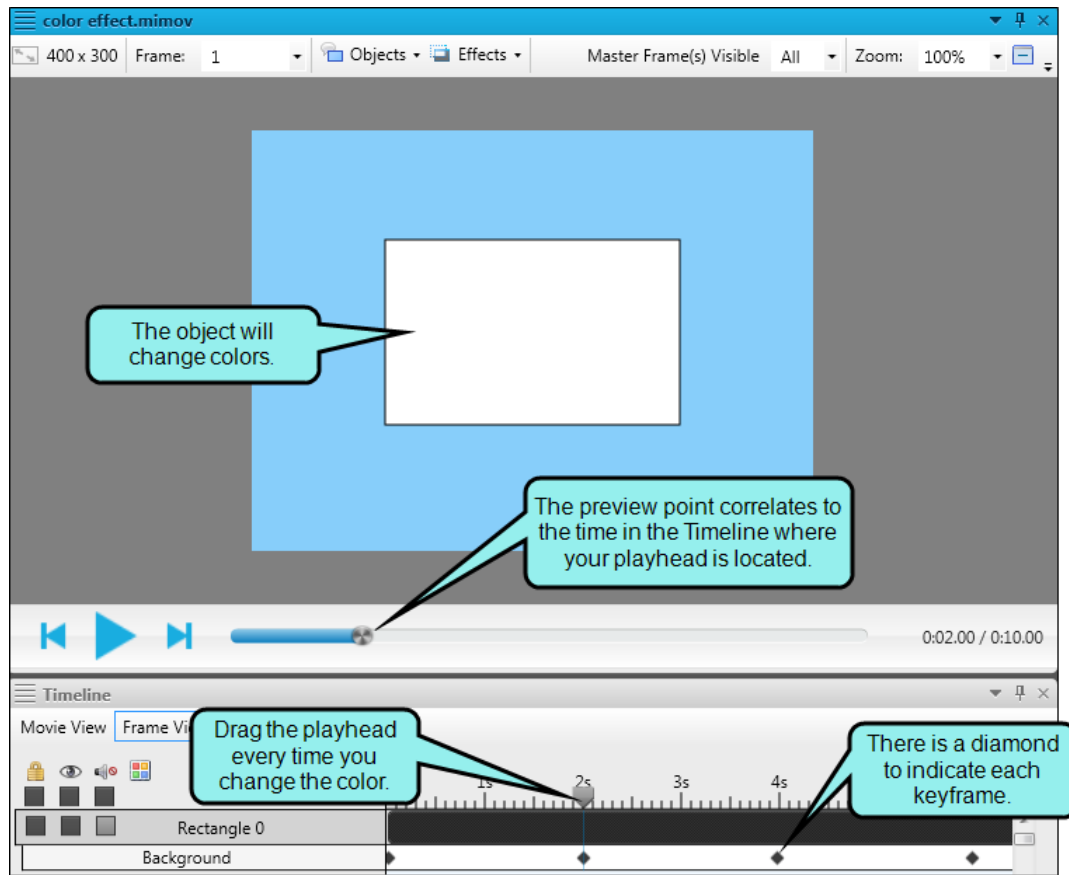 color effect.mimov
400 x 300 Frame: 1 Objects Effects Master Frame(s) Visible All Zoom: 100%
The object will
change colors.
The preview point correlates to
the time in the Timeline where
your playhead is located.
0:02.00 / 0:10.00
Timeline
Movie View Frame Vi
Drag the playhead
every time you
change the color.
There is a diamond
to indicate each
keyframe.
1s 2s 3s 4s
Rectangle 0
Background